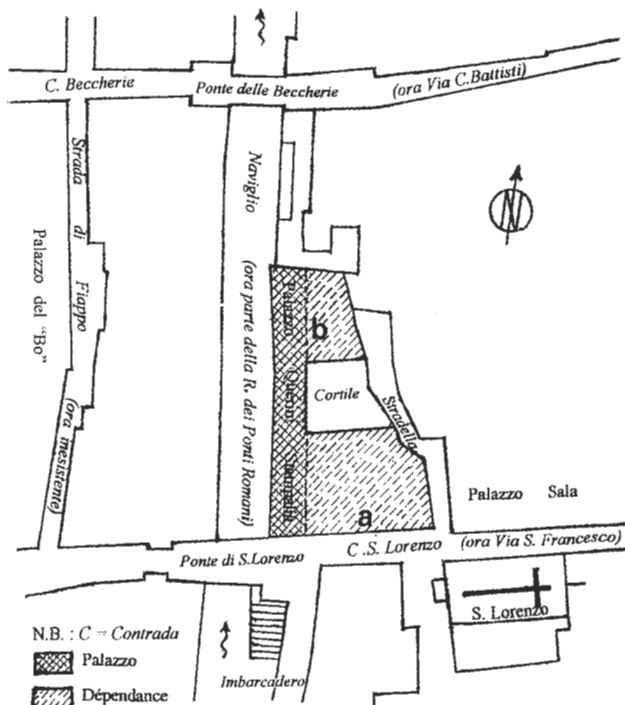 C. Beccherie
Ponte delle Beccherie
(ora Via C.Battisti)
Strada di Fiappo
(ora inesistente)
Palazzo del "Bo"
Naviglio
(ora parte della R. dei Ponti Romani)
N
Palazzo Querini
b
Cortile
Stradella
a
Palazzo Sala
Ponte di S.Lorenzo
C .S. Lorenzo
(ora Via S. Francesco)
S. Lorenzo
Imbarcadero
N.B. : C = Contrada
Palazzo
Dépendance